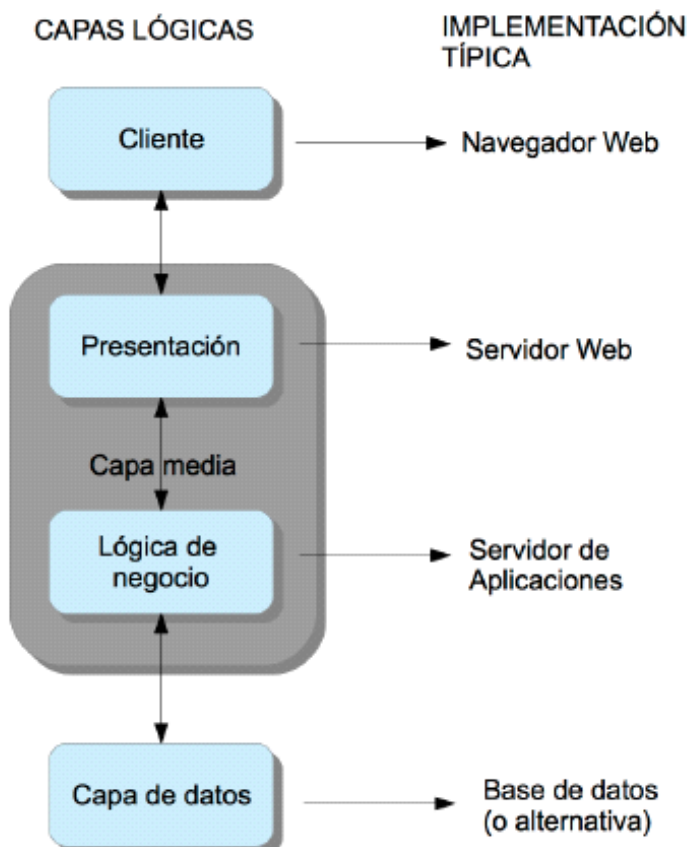 CAPAS LÓGICAS
IMPLEMENTACIÓN
TÍPICA
Cliente
Navegador Web
Presentación
Servidor Web
Capa media
Lógica de
negocio
Servidor de
Aplicaciones
Capa de datos
Base de datos
(o alternativa)